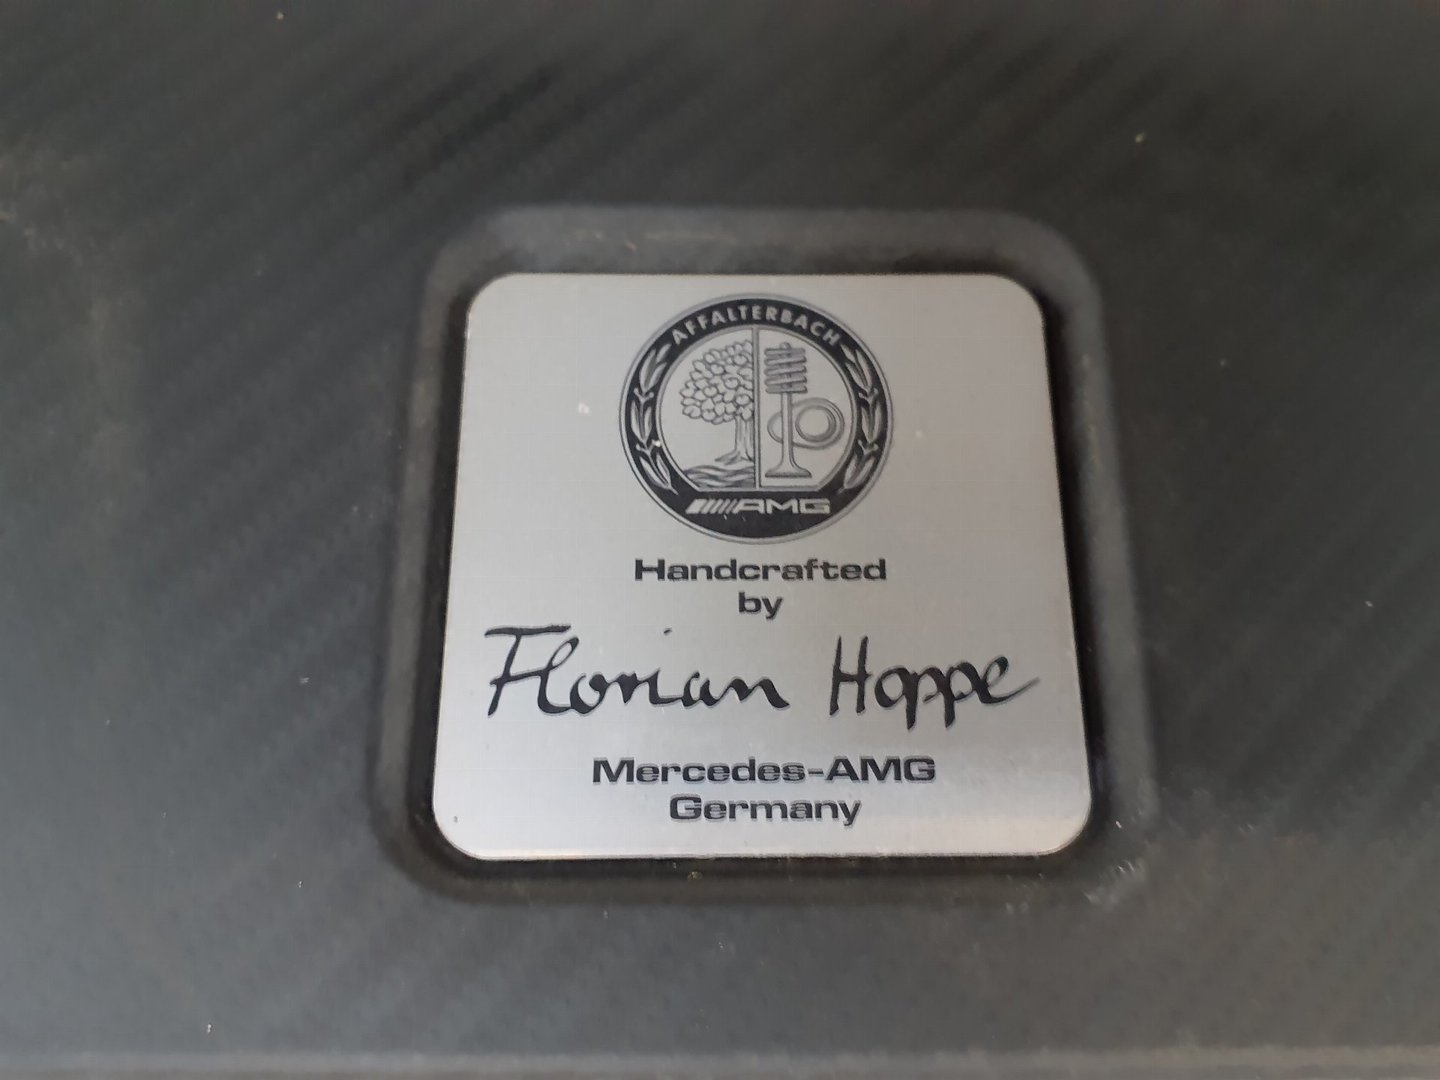 AFFALTERBACH
AMG
Handcrafted
by
Florian Hoppe
Mercedes-AMG
Germany